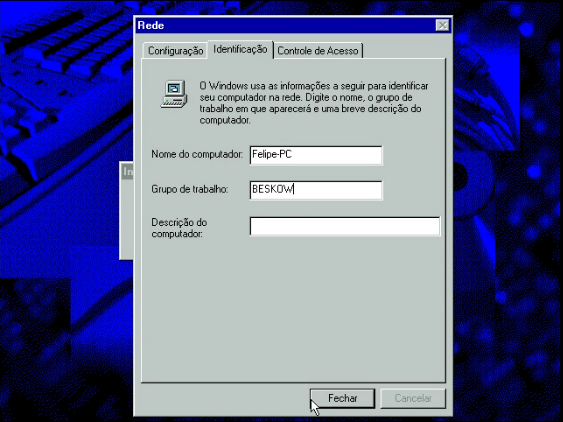 Rede
Configuração Identificação Controle de Acesso
O Windows usa as informações a seguir para identificar
seu computador na rede. Digite o nome, o grupo de
trabalho em que aparecerá e uma breve descrição do
computador.
Nome do computador: Felipe-PC
In
Grupo de trabalho: BESKOW
Descrição do
computador:
Fechar Cancelar